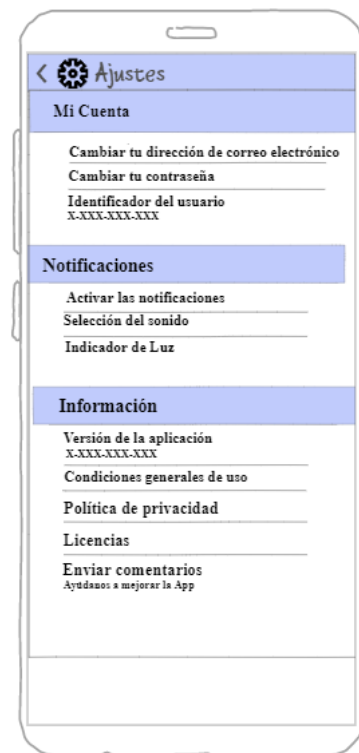 Ajustes
Mi Cuenta
Cambiar tu dirección de correo electrónico
Cambiar tu contraseña
Identificador del usuario
X-XXX-XXX-XXX
Notificaciones
Activar las notificaciones
Selección del sonido
Indicador de Luz
Información
Versión de la aplicación
X-XXX-XXX-XXX
Condiciones generales de uso
Política de privacidad
Licencias
Enviar comentarios
Ayúdanos a mejorar la App